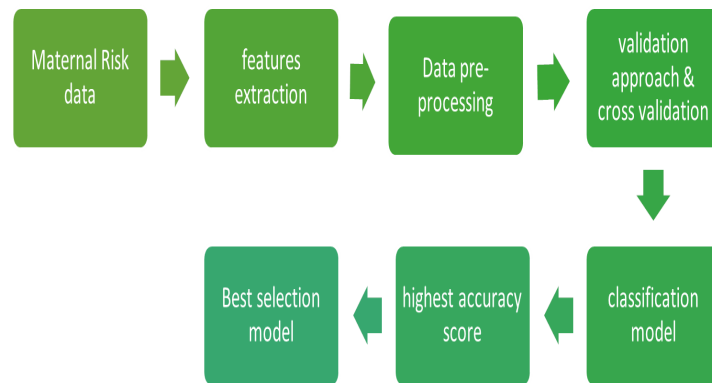 Maternal Risk
data
features
extraction
Data pre-
processing
validation
approach &
cross validation
classification
model
highest accuracy
score
Best selection
model